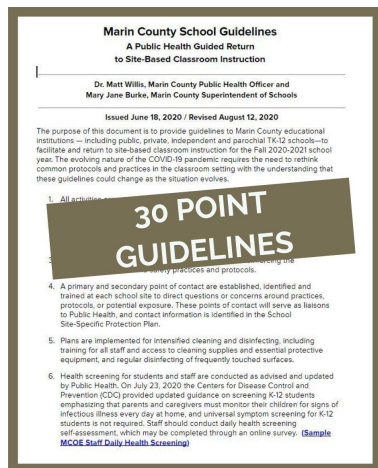 Marin County School Guidelines
A Public Health Guided Return
to Site-Based Classroom Instruction
Dr. Matt Willis, Marin County Public Health Officer and
Mary Jane Burke, Marin County Superintendent of Schools
Issued June 18, 2020 / Revised August 12, 2020
The purpose of this document is to provide guidelines to Marin County educational
institutions — including public, private, independent and parochial TK-12 schools—to
facilitate and return to site-based classroom instruction for the Fall 2020-2021 school
year. The evolving nature of the COVID-19 pandemic requires the need to rethink
common protocols and practices in the classroom setting with the understanding that
these guidelines could change as the situation evolves.
1. All activities
30 POINT
GUIDELINES
3.
the
safety practices and protocols.
4. A primary and secondary point of contact are established, identified and
trained at each school site to direct questions or concerns around practices,
protocols, or potential exposure. These points of contact will serve as liaisons
to Public Health, and contact information is identified in the School
Site-Specific Protection Plan.
5. Plans are implemented for intensified cleaning and disinfecting, including
training for all staff and access to cleaning supplies and essential protective
equipment, and regular disinfecting of frequently touched surfaces.
6. Health screening for students and staff are conducted as advised and updated
by Public Health. On July 23, 2020 the Centers for Disease Control and
Prevention (CDC) provided updated guidance on screening K-12 students
emphasizing that parents and caregivers must monitor their children for signs of
infectious illness every day at home, and universal symptom screening for K-12
students is not required. Staff should conduct daily health screening
self-assessment, which may be completed through an online survey. (Sample
MCOE Staff Daily Health Screening)